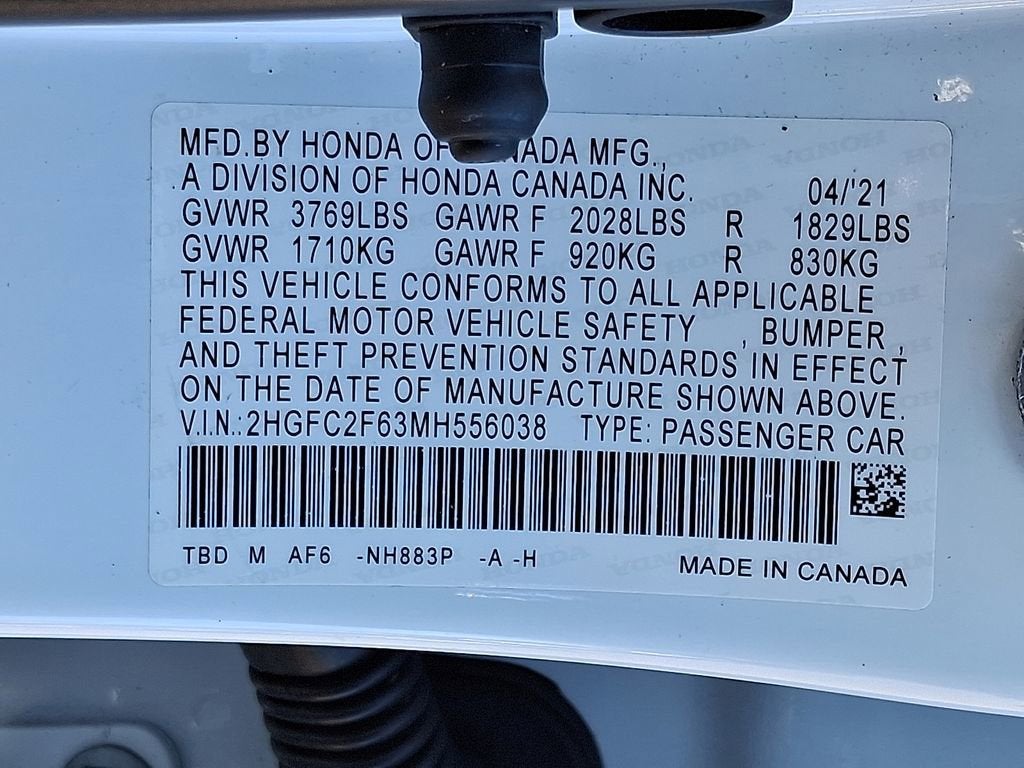 MFD. BY HONDA OF CANADA MFG.,
A DIVISION OF HONDA CANADA INC. 04/'21
GVWR 3769LBS GAWR F 2028LBS R 1829LBS
GVWR 1710KG GAWR F 920KG R 830KG
THIS VEHICLE CONFORMS TO ALL APPLICABLE
FEDERAL MOTOR VEHICLE SAFETY , BUMPER ,
AND THEFT PREVENTION STANDARDS IN EFFECT
ON THE DATE OF MANUFACTURE SHOWN ABOVE.
V.I.N.:2HGFC2F63MH556038 TYPE: PASSENGER CAR
TBD M AF6 -NH883P -A -H MADE IN CANADA